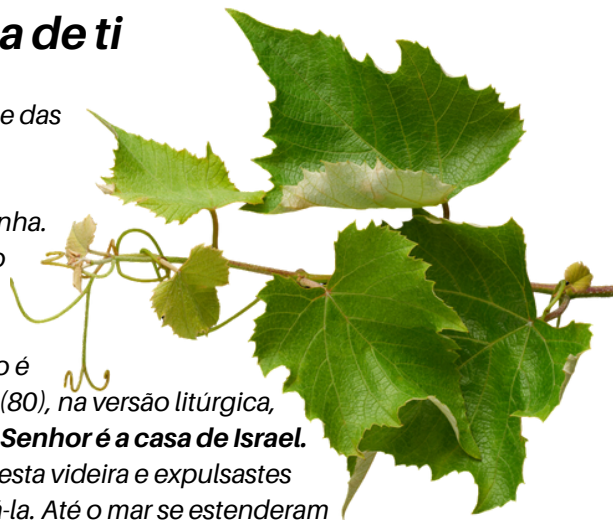 a de ti
e das
nha.
o
o é
(80), na versão litúrgica,
Senhor é a casa de Israel.
esta videira e expulsastes
á-la. Até o mar se estenderam